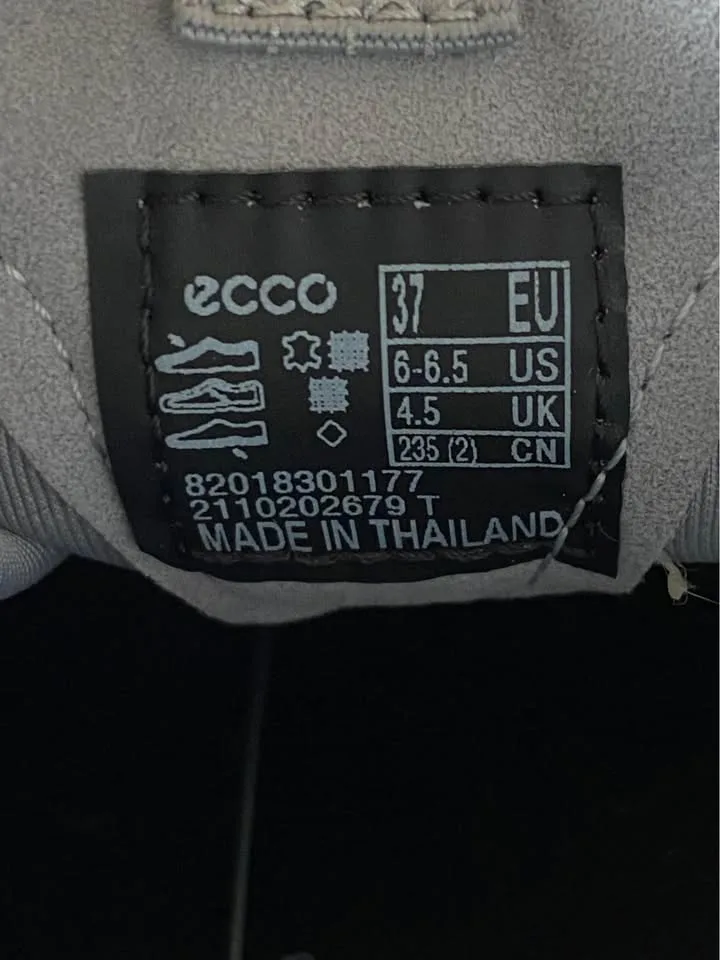 ecco
37 EU
6-6.5 US
4.5 UK
235 (2) CN
82018301177
2110202679 T
MADE IN THAILAND